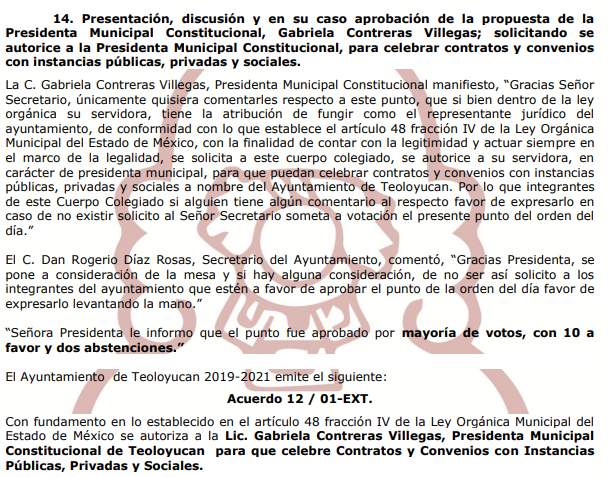 14. Presentación, discusión y en su caso aprobación de la propuesta de la
Presidenta Municipal Constitucional, Gabriela Contreras Villegas; solicitando se
autorice a la Presidenta Municipal Constitucional, para celebrar contratos y convenios
con instancias públicas, privadas y sociales.
La C. Gabriela Contreras Villegas, Presidenta Municipal Constitucional manifiesto, “Gracias Señor
Secretario, únicamente quisiera comentarles respecto a este punto, que si bien dentro de la ley
orgánica su servidora, tiene la atribución de fungir como el representante jurídico del
ayuntamiento, de conformidad con lo que establece el artículo 48 fracción IV de la Ley Orgánica
Municipal del Estado de México, con la finalidad de contar con la legitimidad y actuar siempre en
el marco de la legalidad, se solicita a este cuerpo colegiado, se autorice a su servidora, en
carácter de presidenta municipal, para que puedan celebrar contratos y convenios con instancias
públicas, privadas y sociales a nombre del Ayuntamiento de Teoloyucan. Por lo que integrantes
de este Cuerpo Colegiado si alguien tiene algún comentario al respecto favor de expresarlo en
caso de no existir solicito al Señor Secretario someta a votación el presente punto del orden del
día.”
El C. Dan Rogerio Díaz Rosas, Secretario del Ayuntamiento, comentó, “Gracias Presidenta, se
pone a consideración de la mesa y si hay alguna consideración, de no ser así solicito a los
integrantes del ayuntamiento que estén a favor de aprobar el punto de la orden del día favor de
expresarlo levantando la mano.”
“Señora Presidenta le informo que el punto fue aprobado por mayoría de votos, con 10 a
favor y dos abstenciones.”
El Ayuntamiento de Teoloyucan 2019-2021 emite el siguiente:
Acuerdo 12 / 01-EXT.
Con fundamento en lo establecido en el artículo 48 fracción IV de la Ley Orgánica Municipal del
Estado de México se autoriza a la Lic. Gabriela Contreras Villegas, Presidenta Municipal
Constitucional de Teoloyucan para que celebre Contratos y Convenios con Instancias
Públicas, Privadas y Sociales.